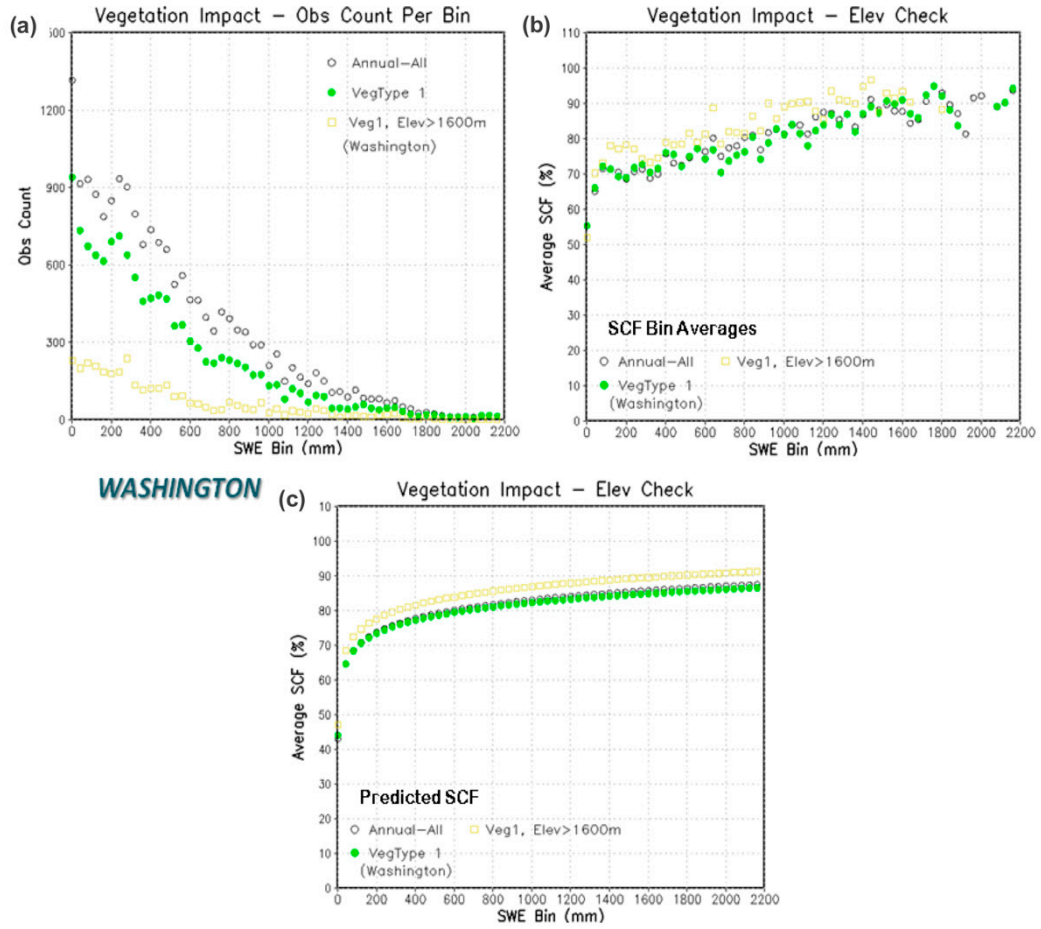 (a)
Vegetation Impact – Obs Count Per Bin
1500
1200
900
600
300
0
Obs Count
Annual–All
VegType 1
Veg1, Elev>1600m
(Washington)
0 200 400 600 800 1000 1200 1400 1600 1800 2000 2200
SWE Bin (mm)
(b)
Vegetation Impact – Elev Check
110
100
90
80
70
60
50
40
30
20
10
0
Average SCF (%)
SCF Bin Averages
Annual–All Veg1, Elev>1600m
VegType 1
(Washington)
0 200 400 600 800 1000 1200 1400 1600 1800 2000 2200
SWE Bin (mm)
WASHINGTON
(c)
Vegetation Impact – Elev Check
10
100
90
80
70
60
50
40
30
20
10
0
Average SCF (%)
Predicted SCF
Annual–All Veg1, Elev>1600m
VegType 1
(Washington)
0 200 400 600 800 1000 1200 1400 1600 1800 2000 2200
SWE Bin (mm)